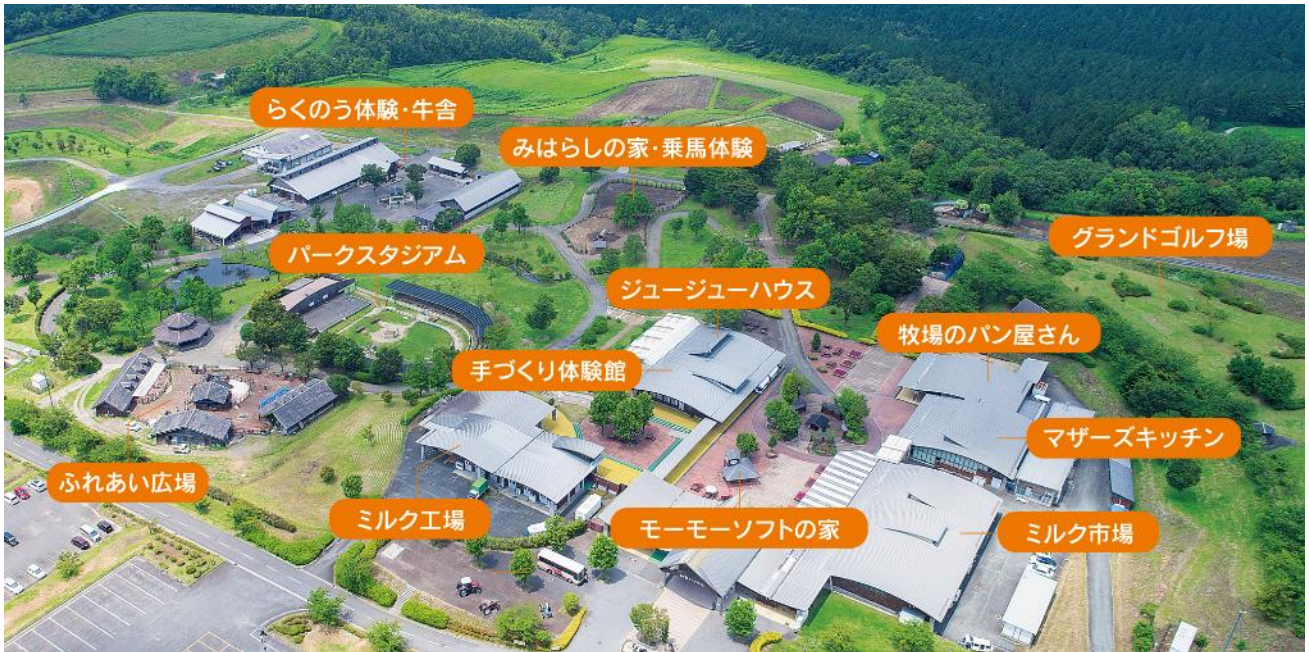 らくのう体験・牛舎
みはらしの家・乗馬体験
グランドゴルフ場
パークスタジアム
ジュージューハウス
牧場のパン屋さん
手づくり体験館
マザーズキッチン
ふれあい広場
ミルク工場
モーモーソフトの家
ミルク市場